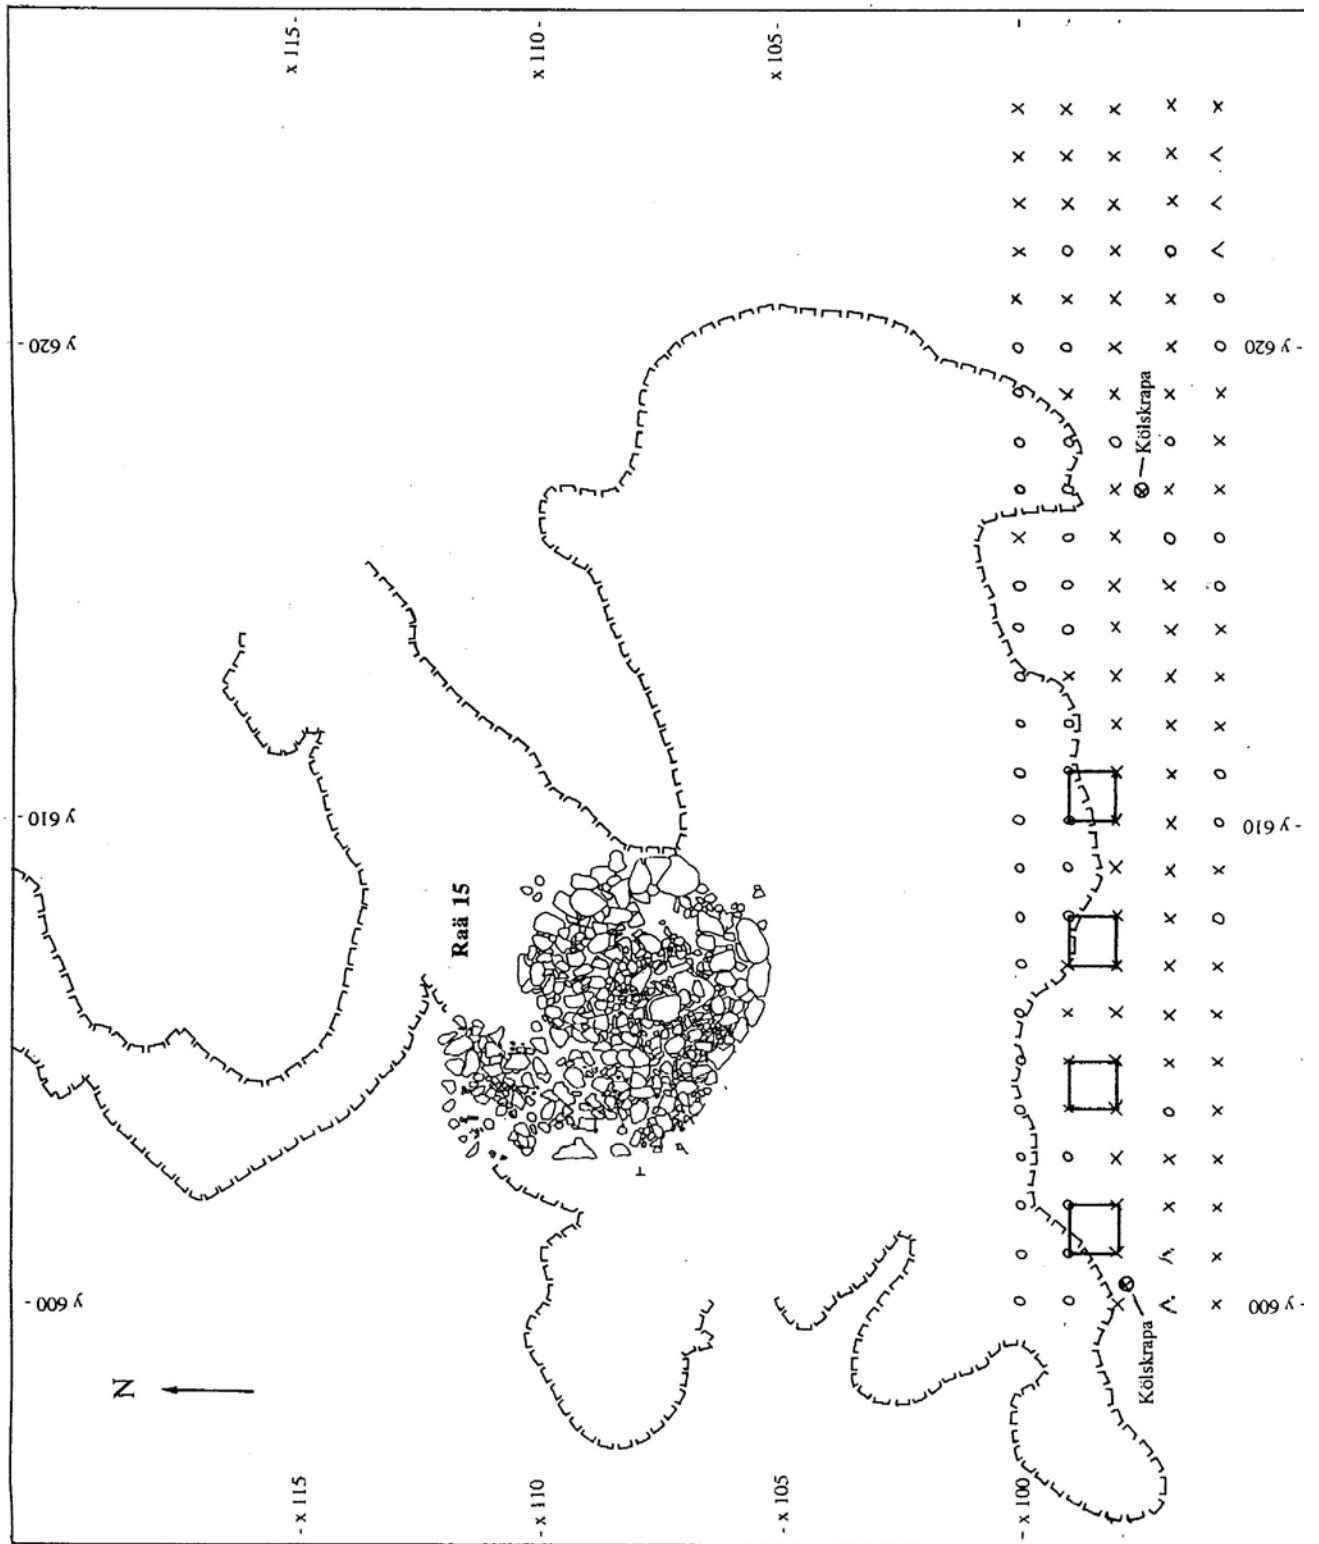 x 115-
x 110-
x 105-
-
- y 620
y 620 -
Kölskrapa
- y 610
y 610 -
Raä 15
- y 600
y 600 -
Kölskrapa
N
- x 115
- x 110
- x 105
- x 100